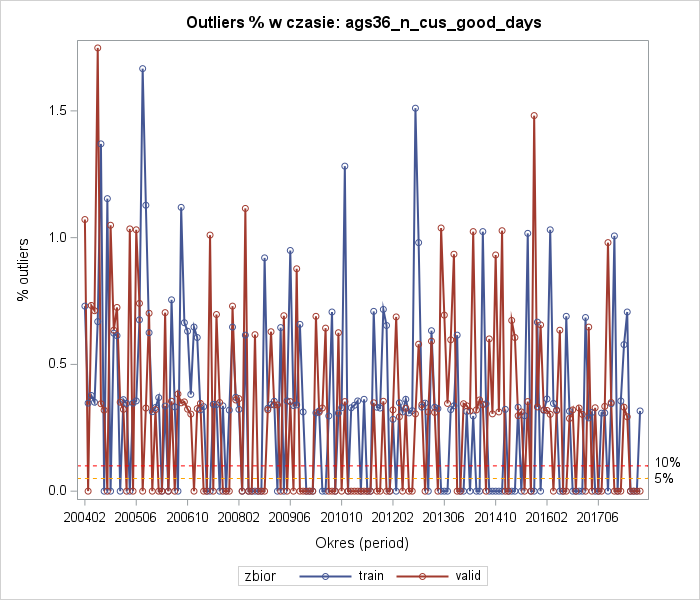 Outliers % w czasie: ags36_n_cus_good_days
% outliers
1.5
1.0
0.5
0.0
10%
5%
200402 200506 200610 200802 200906 201010 201202 201306 201410 201602 201706
Okres (period)
zbior train valid